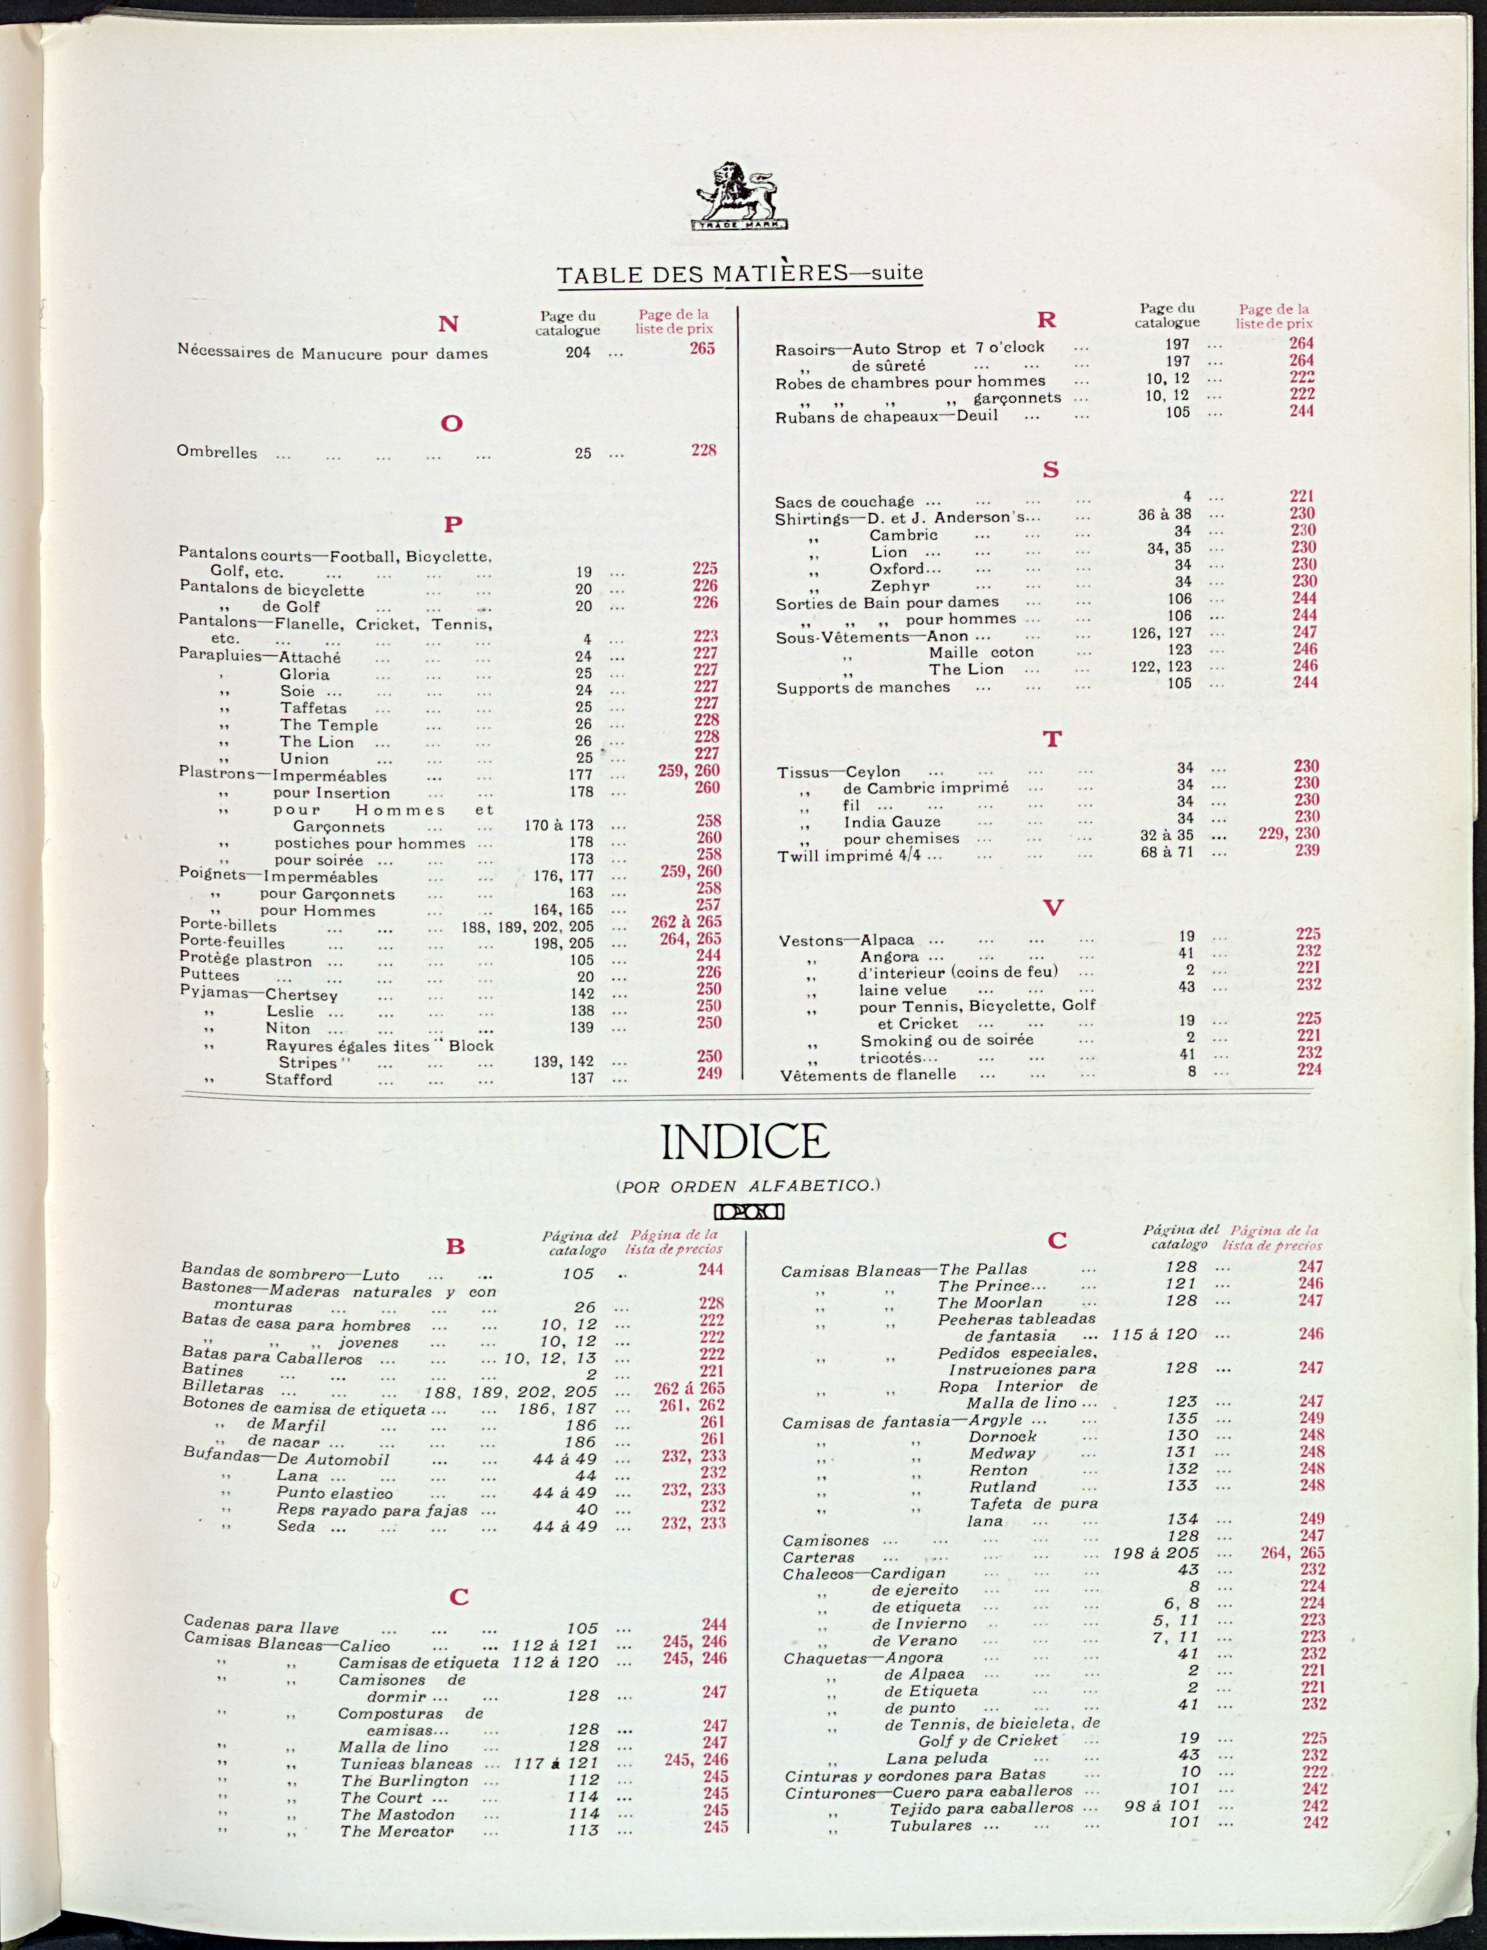 TRADE MARK.
TABLE DES MATIÈRES—suite
N Page du catalogue Page de la liste de prix
Nécessaires de Manucure pour dames 204 ... 265
O
Ombrelles ... ... ... ... ... 25 ... 228
P
Pantalons courts—Football, Bicyclette,
Golf, etc. ... ... ... ... 19 ... 225
Pantalons de bicyclette ... ... 20 ... 226
,, de Golf ... ... ... 20 ... 226
Pantalons—Flanelle, Cricket, Tennis,
etc. ... ... ... ... ... 4 ... 223
Parapluies—Attaché ... ... ... 24 ... 227
, Gloria ... ... ... 25 ... 227
,, Soie ... ... ... ... 24 ... 227
,, Taffetas ... ... ... 25 ... 227
,, The Temple ... ... 26 ... 228
,, The Lion ... ... ... 26 ... 228
,, Union ... ... ... 25 ... 227
Plastrons—Imperméables ... ... 177 ... 259, 260
,, pour Insertion ... ... 178 ... 260
,, pour Hommes et
Garçonnets ... ... 170 à 173 ... 258
,, postiches pour hommes ... 178 ... 260
,, pour soirée ... ... ... 173 ... 258
Poignets—Imperméables ... ... 176, 177 ... 259, 260
,, pour Garçonnets ... ... 163 ... 258
,, pour Hommes ... ... 164, 165 ... 257
Porte-billets ... ... ... 188, 189, 202, 205 ... 262 à 265
Porte-feuilles ... ... ... ... 198, 205 ... 264, 265
Protège plastron ... ... ... ... 105 ... 244
Puttees ... ... ... ... ... 20 ... 226
Pyjamas—Chertsey ... ... ... 142 ... 250
,, Leslie ... ... ... ... 138 ... 250
,, Niton ... ... ... ... 139 ... 250
,, Rayures égales dites "Block
Stripes" ... ... ... 139, 142 ... 250
,, Stafford ... ... ... 137 ... 249
R Page du catalogue Page de la liste de prix
Rasoirs—Auto Strop et 7 o'clock ... 197 ... 264
,, de sûreté ... ... ... 197 ... 264
Robes de chambres pour hommes ... 10, 12 ... 222
,, ,, ,, ,, garçonnets ... 10, 12 ... 222
Rubans de chapeaux—Deuil ... ... 105 ... 244
S
Sacs de couchage ... ... ... ... 4 ... 221
Shirtings—D. et J. Anderson's... ... 36 à 38 ... 230
,, Cambric ... ... ... 34 ... 230
,, Lion ... ... ... ... 34, 35 ... 230
,, Oxford... ... ... ... 34 ... 230
,, Zephyr ... ... ... 34 ... 230
Sorties de Bain pour dames ... ... 106 ... 244
,, ,, ,, pour hommes ... ... 106 ... 244
Sous-Vêtements—Anon ... ... ... 126, 127 ... 247
,, Maille coton ... 123 ... 246
,, The Lion ... ... 122, 123 ... 246
Supports de manches ... ... ... 105 ... 244
T
Tissus—Ceylon ... ... ... ... 34 ... 230
,, de Cambric imprimé ... ... 34 ... 230
,, fil ... ... ... ... ... 34 ... 230
,, India Gauze ... ... ... 34 ... 230
,, pour chemises ... ... ... 32 à 35 ... 229, 230
Twill imprimé 4/4 ... ... ... ... 68 à 71 ... 239
V
Vestons—Alpaca ... ... ... ... 19 ... 225
,, Angora ... ... ... ... 41 ... 232
,, d'interieur (coins de feu) ... 2 ... 221
,, laine velue ... ... ... 43 ... 232
,, pour Tennis, Bicyclette, Golf
et Cricket ... ... ... 19 ... 225
,, Smoking ou de soirée ... 2 ... 221
,, tricotés... ... ... ... 41 ... 232
Vêtements de flanelle ... ... ... 8 ... 224
INDICE
(POR ORDEN ALFABETICO.)
B Página del catalogo Página de la lista de precios
Bandas de sombrero—Luto ... ... 105 .. 244
Bastones—Maderas naturales y con
monturas ... ... ... ... 26 ... 228
Batas de casa para hombres ... ... 10, 12 ... 222
,, ,, ,, jovenes ... ... 10, 12 ... 222
Batas para Caballeros ... ... ... 10, 12, 13 ... 222
Batines ... ... ... ... ... 2 ... 221
Billetaras ... ... ... 188, 189, 202, 205 ... 262 á 265
Botones de camisa de etiqueta ... ... 186, 187 ... 261, 262
,, de Marfil ... ... ... 186 ... 261
,, de nacar ... ... ... ... 186 ... 261
Bufandas—De Automobil ... ... 44 á 49 ... 232, 233
,, Lana ... ... ... ... 44 ... 232
,, Punto elastico ... ... 44 á 49 ... 232, 233
,, Reps rayado para fajas ... 40 ... 232
,, Seda ... ... ... ... 44 á 49 ... 232, 233
C
Cadenas para llave ... ... ... 105 ... 244
Camisas Blancas—Calico ... ... 112 á 121 ... 245, 246
,, ,, Camisas de etiqueta 112 á 120 ... 245, 246
,, ,, Camisones de
dormir ... ... 128 ... 247
,, ,, Composturas de
camisas... ... 128 ... 247
,, ,, Malla de lino ... 128 ... 247
,, ,, Tunicas blancas ... 117 á 121 ... 245, 246
,, ,, The Burlington ... 112 ... 245
,, ,, The Court ... ... 114 ... 245
,, ,, The Mastodon ... 114 ... 245
,, ,, The Mercator ... 113 ... 245
C Página del catalogo Página de la lista de precios
Camisas Blancas—The Pallas ... 128 ... 247
,, ,, The Prince... ... 121 ... 246
,, ,, The Moorlan ... 128 ... 247
,, ,, Pecheras tableadas
de fantasia ... 115 á 120 ... 246
,, ,, Pedidos especiales,
Instruciones para 128 ... 247
,, ,, Ropa Interior de
Malla de lino ... 123 ... 247
Camisas de fantasia—Argyle ... ... 135 ... 249
,, ,, Dornock ... 130 ... 248
,, ,, Medway ... 131 ... 248
,, ,, Renton ... 132 ... 248
,, ,, Rutland ... 133 ... 248
,, ,, Tafeta de pura
lana ... ... 134 ... 249
Camisones ... ... ... ... ... 128 ... 247
Carteras ... ... ... ... ... 198 á 205 ... 264, 265
Chalecos—Cardigan ... ... ... 43 ... 232
,, de ejercito ... ... ... 8 ... 224
,, de etiqueta ... ... ... 6, 8 ... 224
,, de Invierno .. ... ... 5, 11 ... 223
,, de Verano ... ... ... 7, 11 ... 223
Chaquetas—Angora ... ... ... 41 ... 232
,, de Alpaca ... ... ... 2 ... 221
,, de Etiqueta ... ... 2 ... 221
,, de punto ... ... ... 41 ... 232
,, de Tennis, de bicicleta, de
Golf y de Cricket ... 19 ... 225
,, Lana peluda ... ... 43 ... 232
Cinturas y cordones para Batas ... 10 ... 222
Cinturones—Cuero para caballeros ... 101 ... 242
,, Tejido para caballeros ... 98 á 101 ... 242
,, Tubulares ... ... ... 101 ... 242